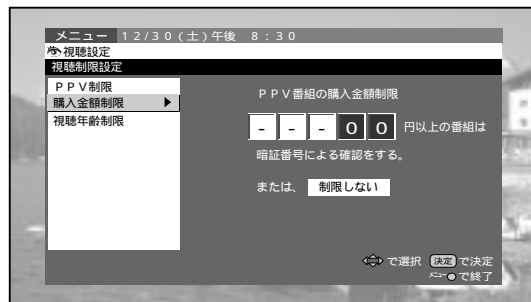 メニュー 12/30(土)午後 8:30
視聴設定
視聴制限設定
PPV制限
購入金額制限 ▶
視聴年齢制限
PPV番組の購入金額制限
- - - 0 0 円以上の番組は
暗証番号による確認をする。
または、 制限しない
で選択 決定 で決定
メニュー で終了